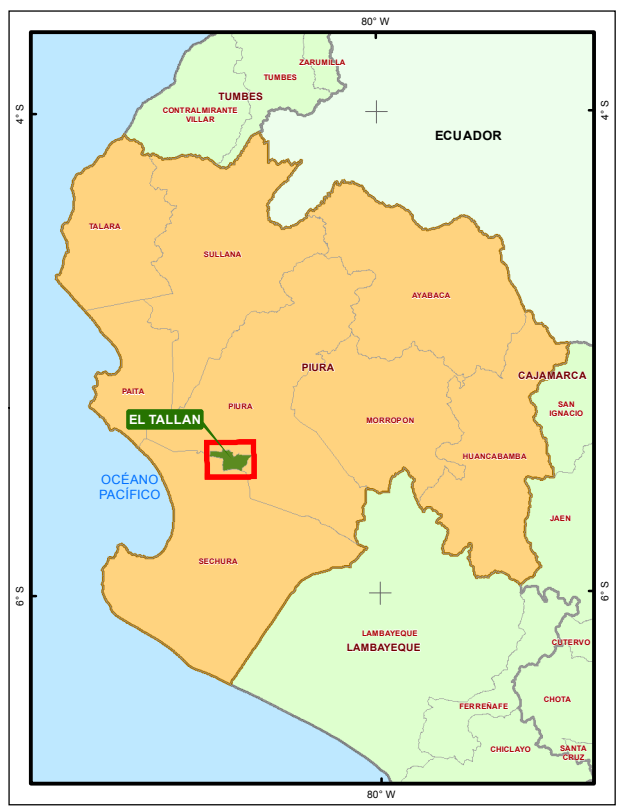 80° W
ZARUMILLA
TUMBES
TUMBES
CONTRALMIRANTE
VILLAR
4° S
4° S
ECUADOR
TALARA
SULLANA
AYABACA
PIURA
CAJAMARCA
PAITA
PIURA
SAN
IGNACIO
EL TALLAN
MORROPON
HUANCABAMBA
OCÉANO
PACÍFICO
JAEN
SECHURA
6° S
6° S
LAMBAYEQUE
LAMBAYEQUE
CUTERVO
CHOTA
FERREÑAFE
CHICLAYO
SANTA
CRUZ
80° W